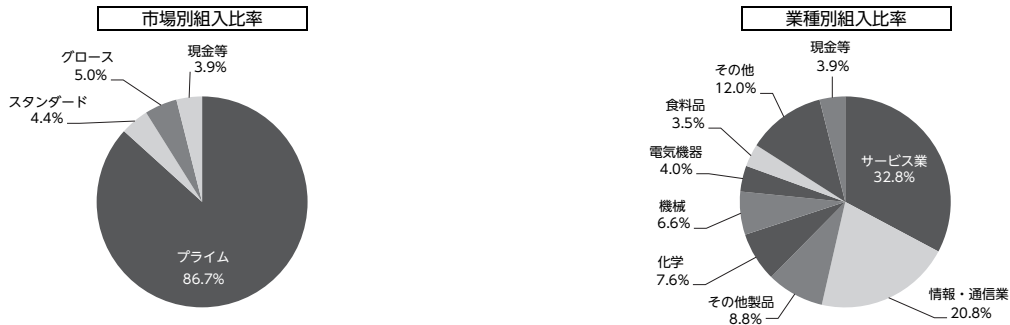 市場別組入比率
現金等
3.9%
グロース
5.0%
スタンダード
4.4%
プライム
86.7%
業種別組入比率
現金等
3.9%
その他
12.0%
食料品
3.5%
電気機器
4.0%
機械
6.6%
化学
7.6%
その他製品
8.8%
サービス業
32.8%
情報・通信業
20.8%